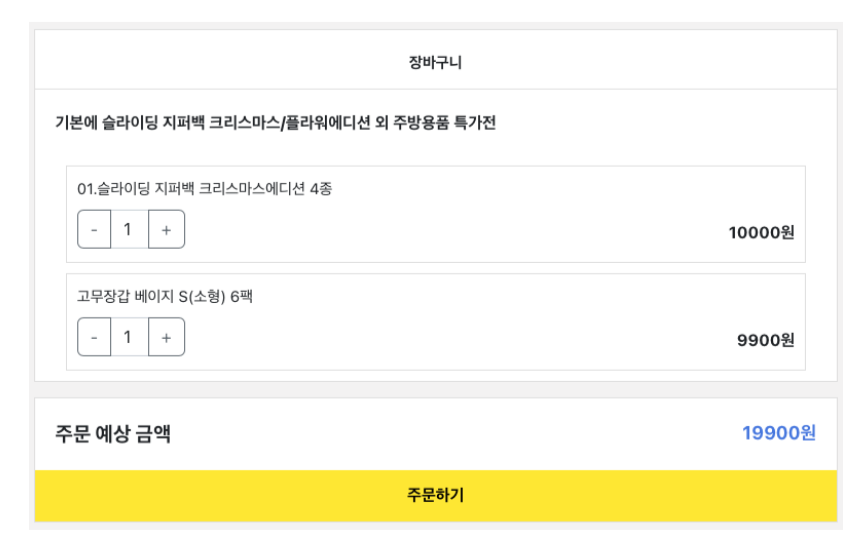 장바구니
기본에 슬라이딩 지퍼백 크리스마스/플라워에디션 외 주방용품 특가전
01.슬라이딩 지퍼백 크리스마스에디션 4종
- 1 +
10000원
고무장갑 베이지 S(소형) 6팩
- 1 +
9900원
주문 예상 금액 19900원
주문하기